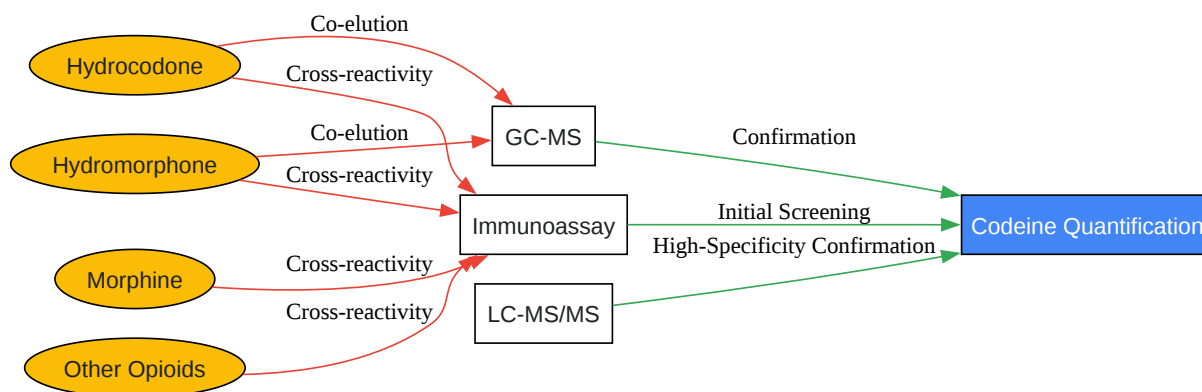 Co-elution
Hydrocodone
Cross-reactivity
GC-MS
Co-elution
Confirmation
Hydromorphone
Cross-reactivity
Initial Screening
Immunoassay
Codeine Quantification
High-Specificity Confirmation
Cross-reactivity
Morphine
Cross-reactivity
LC-MS/MS
Other Opioids